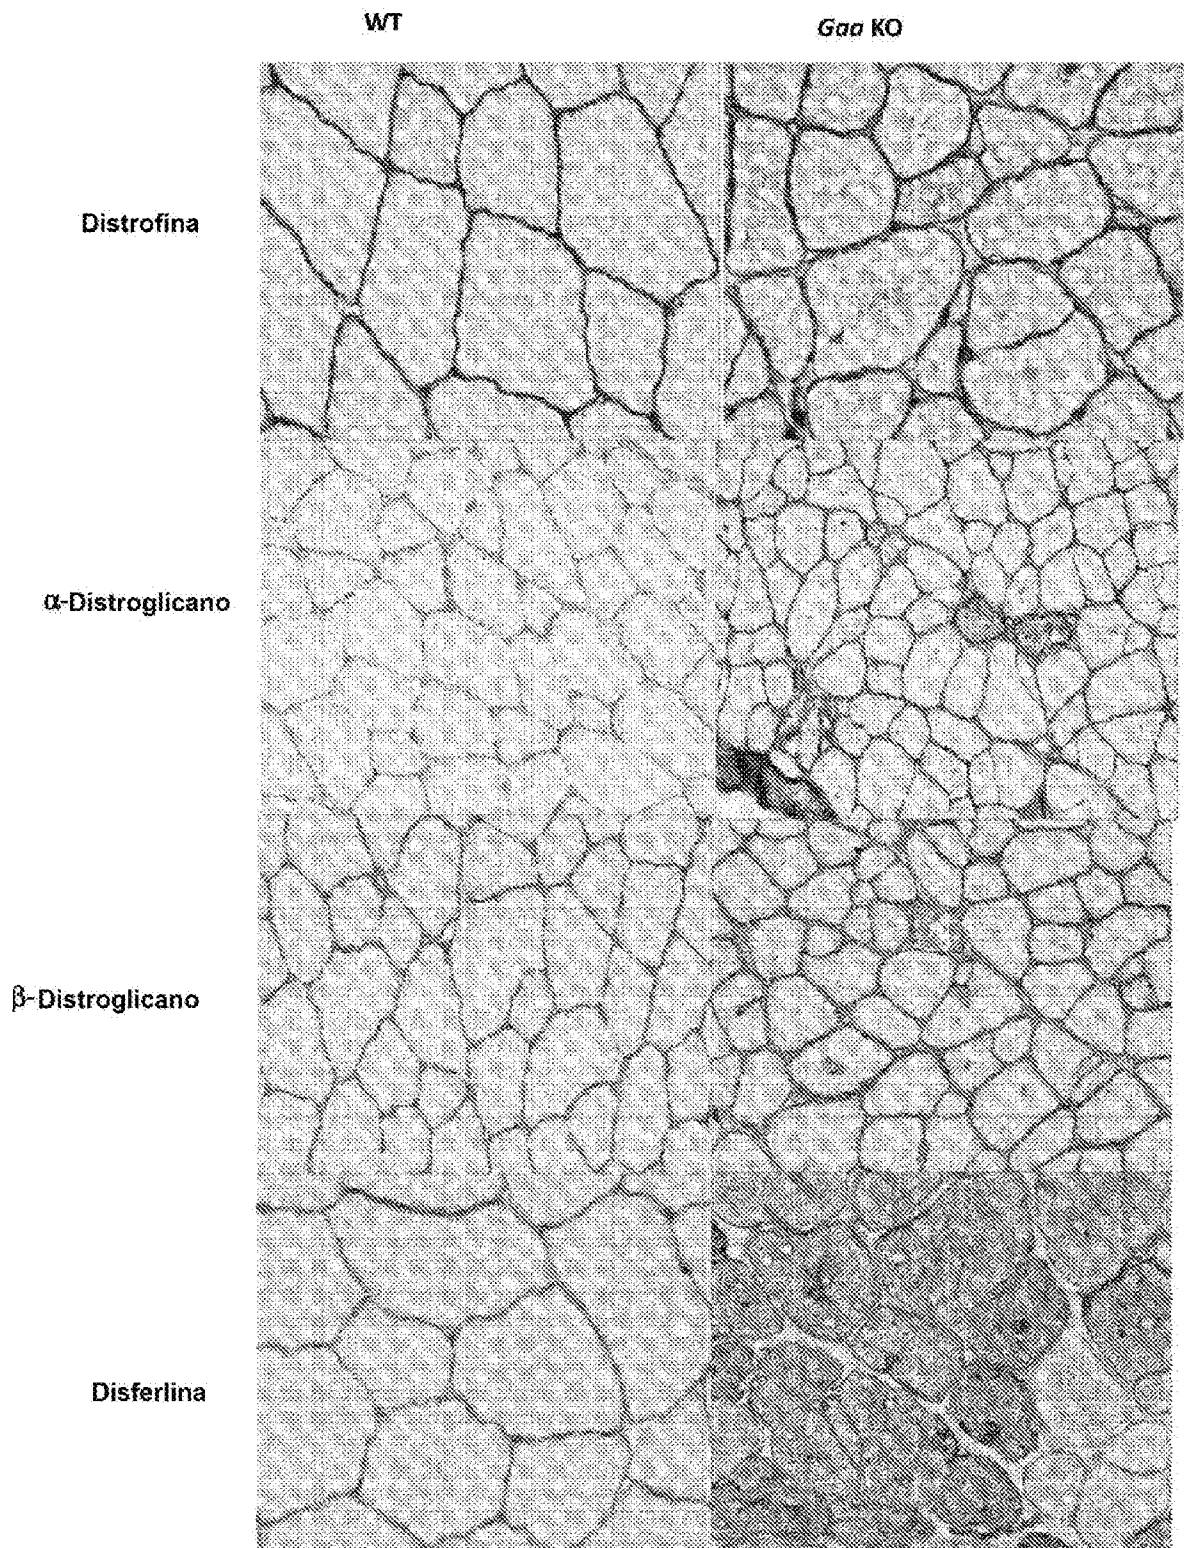 WT
Gaa KO
Distrofina
α-Distroglicano
β-Distroglicano
Disferlina